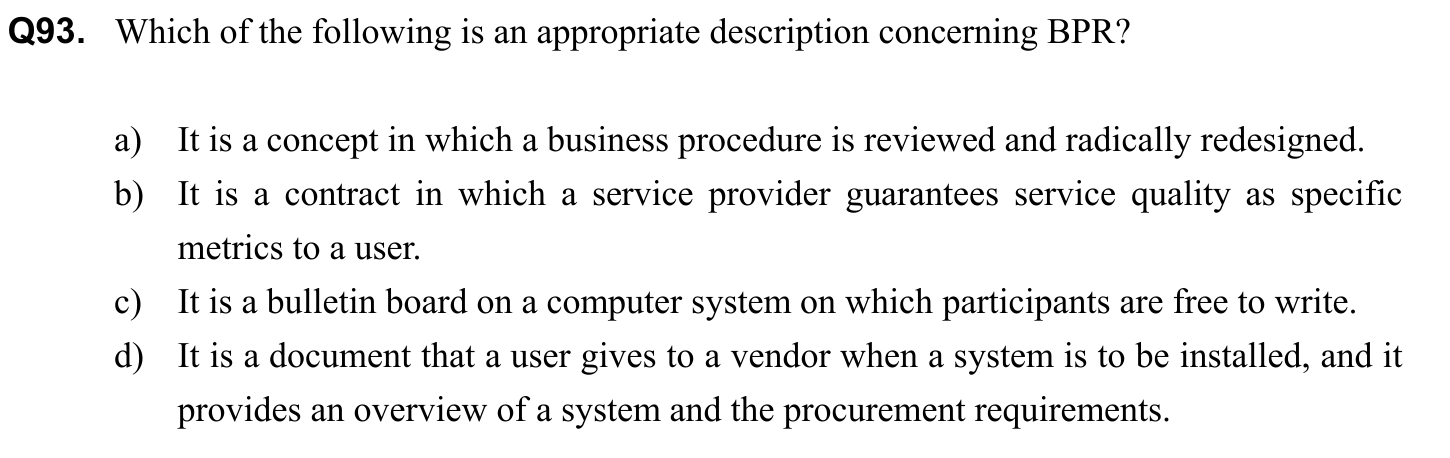 Q93. Which of the following is an appropriate description concerning BPR?
a) It is a concept in which a business procedure is reviewed and radically redesigned.
b) It is a contract in which a service provider guarantees service quality as specific
metrics to a user.
c) It is a bulletin board on a computer system on which participants are free to write.
d) It is a document that a user gives to a vendor when a system is to be installed, and it
provides an overview of a system and the procurement requirements.